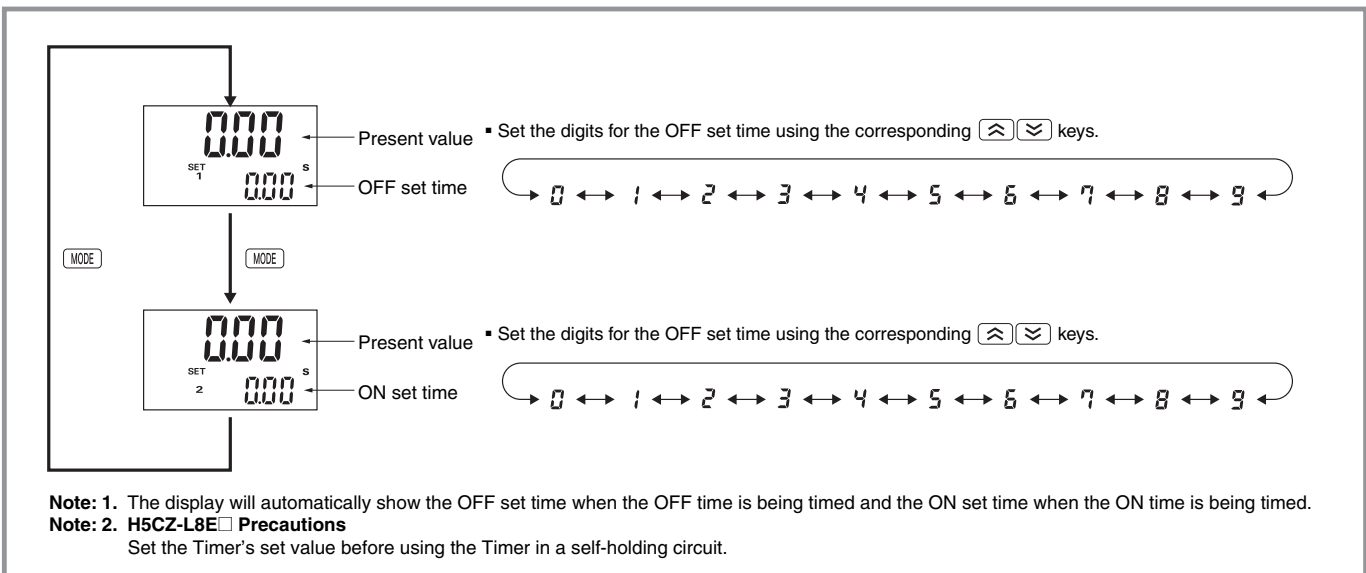 0.00
Present value
SET
1
s
0.00
OFF set time
▪ Set the digits for the OFF set time using the corresponding keys.
0 1 2 3 4 5 6 7 8 9
MODE
MODE
0.00
Present value
SET
2
s
0.00
ON set time
▪ Set the digits for the OFF set time using the corresponding keys.
0 1 2 3 4 5 6 7 8 9
Note: 1. The display will automatically show the OFF set time when the OFF time is being timed and the ON set time when the ON time is being timed.
Note: 2. H5CZ-L8E□ Precautions
Set the Timer's set value before using the Timer in a self-holding circuit.